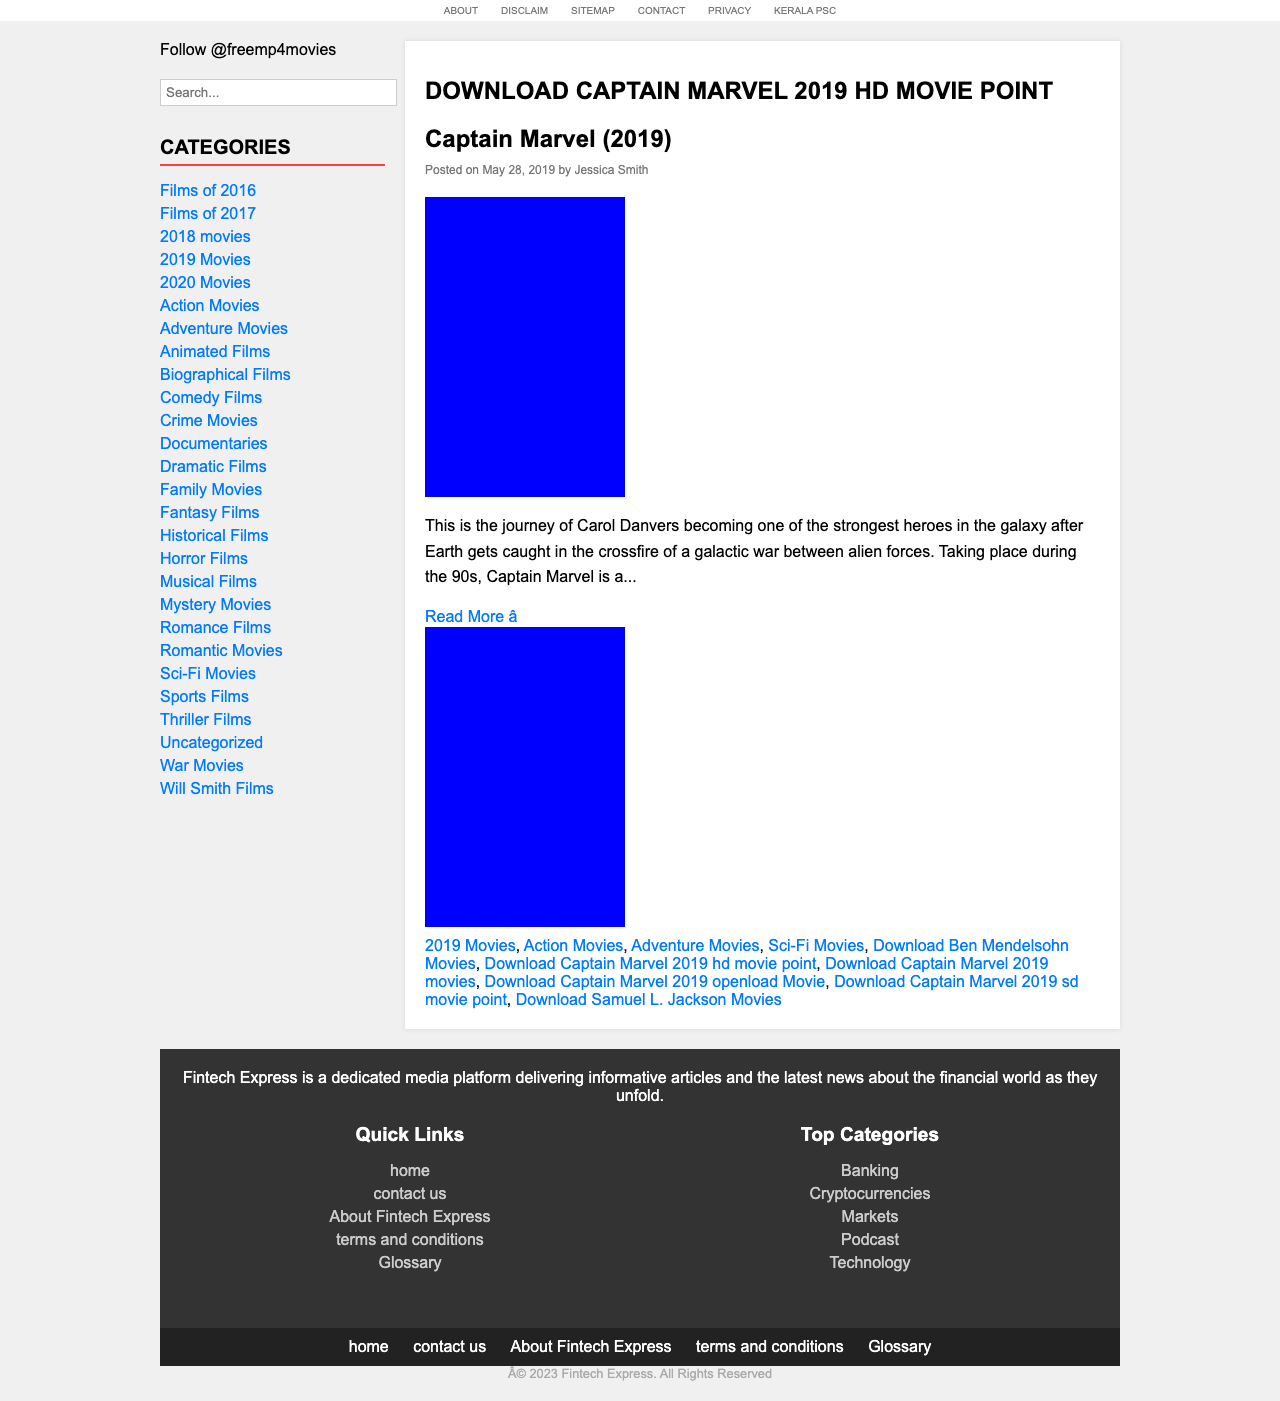 ABOUT DISCLAIM SITEMAP CONTACT PRIVACY KERALA PSC
Follow @freemp4movies
Search...
CATEGORIES
Films of 2016
Films of 2017
2018 movies
2019 Movies
2020 Movies
Action Movies
Adventure Movies
Animated Films
Biographical Films
Comedy Films
Crime Movies
Documentaries
Dramatic Films
Family Movies
Fantasy Films
Historical Films
Horror Films
Musical Films
Mystery Movies
Romance Films
Romantic Movies
Sci-Fi Movies
Sports Films
Thriller Films
Uncategorized
War Movies
Will Smith Films
DOWNLOAD CAPTAIN MARVEL 2019 HD MOVIE POINT
Captain Marvel (2019)
Posted on May 28, 2019 by Jessica Smith
This is the journey of Carol Danvers becoming one of the strongest heroes in the galaxy after
Earth gets caught in the crossfire of a galactic war between alien forces. Taking place during
the 90s, Captain Marvel is a...
Read More â
2019 Movies, Action Movies, Adventure Movies, Sci-Fi Movies, Download Ben Mendelsohn
Movies, Download Captain Marvel 2019 hd movie point, Download Captain Marvel 2019
movies, Download Captain Marvel 2019 openload Movie, Download Captain Marvel 2019 sd
movie point, Download Samuel L. Jackson Movies
Fintech Express is a dedicated media platform delivering informative articles and the latest news about the financial world as they
unfold.
Quick Links
home
contact us
About Fintech Express
terms and conditions
Glossary
Top Categories
Banking
Cryptocurrencies
Markets
Podcast
Technology
home contact us About Fintech Express terms and conditions Glossary
Â© 2023 Fintech Express. All Rights Reserved